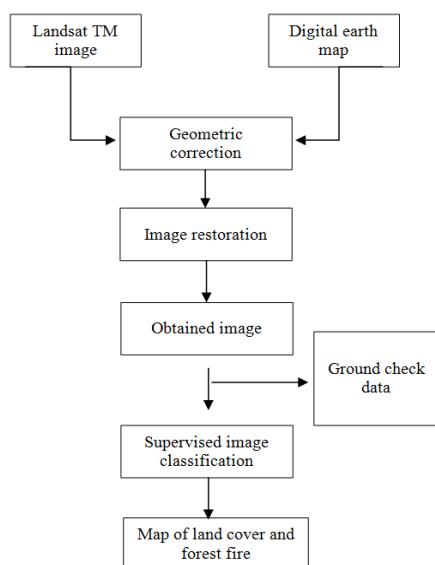 Landsat TM
image
Digital earth
map
Geometric
correction
Image restoration
Obtained image
Ground check
data
Supervised image
classification
Map of land cover and
forest fire